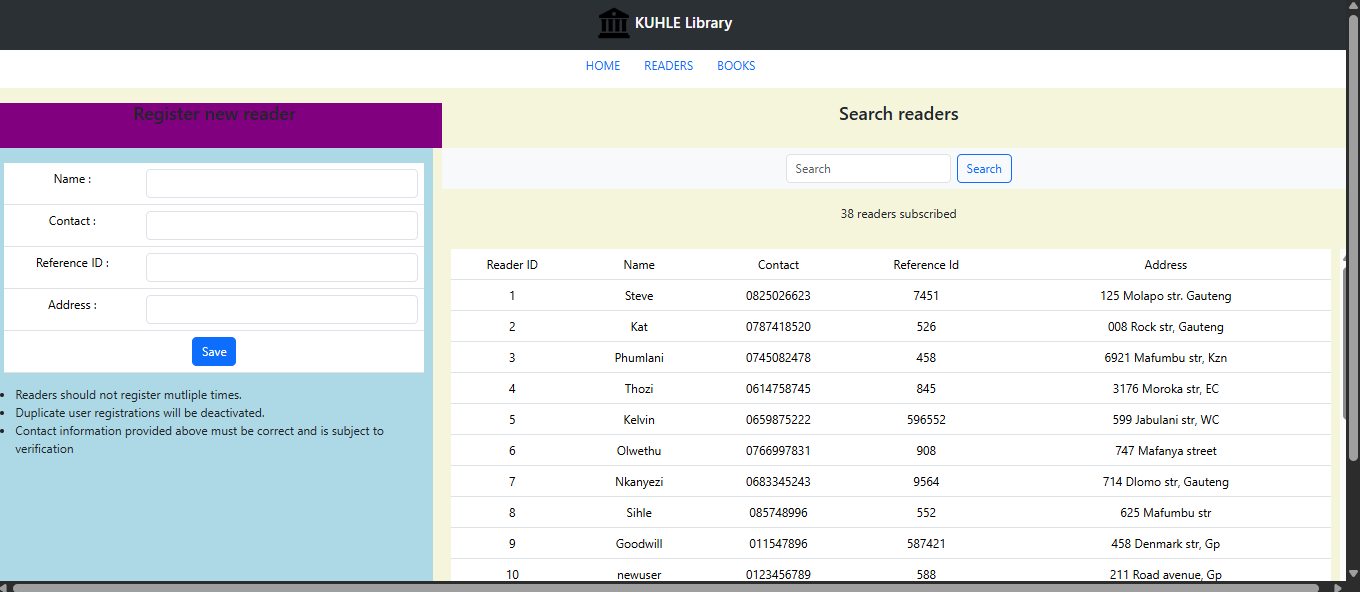 KUHLE Library
HOME READERS BOOKS
Register new reader
Name :
Contact :
Reference ID :
Address :
Save
Readers should not register mutliple times.
Duplicate user registrations will be deactivated.
Contact information provided above must be correct and is subject to
verification
Search readers
Search Search
38 readers subscribed
Reader ID Name Contact Reference Id Address
1 Steve 0825026623 7451 125 Molapo str. Gauteng
2 Kat 0787418520 526 008 Rock str, Gauteng
3 Phumlani 0745082478 458 6921 Mafumbu str, Kzn
4 Thozi 0614758745 845 3176 Moroka str, EC
5 Kelvin 0659875222 596552 599 Jabulani str, WC
6 Olwethu 0766997831 908 747 Mafanya street
7 Nkanyezi 0683345243 9564 714 Dlomo str, Gauteng
8 Sihle 085748996 552 625 Mafumbu str
9 Goodwill 011547896 587421 458 Denmark str, Gp
10 newuser 0123456789 588 211 Road avenue, Gp